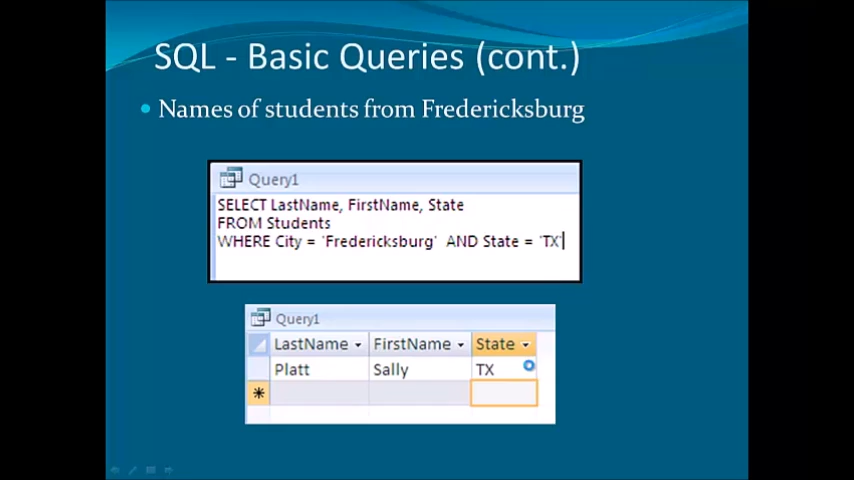 SQL - Basic Queries (cont.)
Names of students from Fredericksburg
Query1
SELECT LastName, FirstName, State
FROM Students
WHERE City = 'Fredericksburg' AND State = 'TX'
Query1
LastName FirstName State
Platt Sally TX